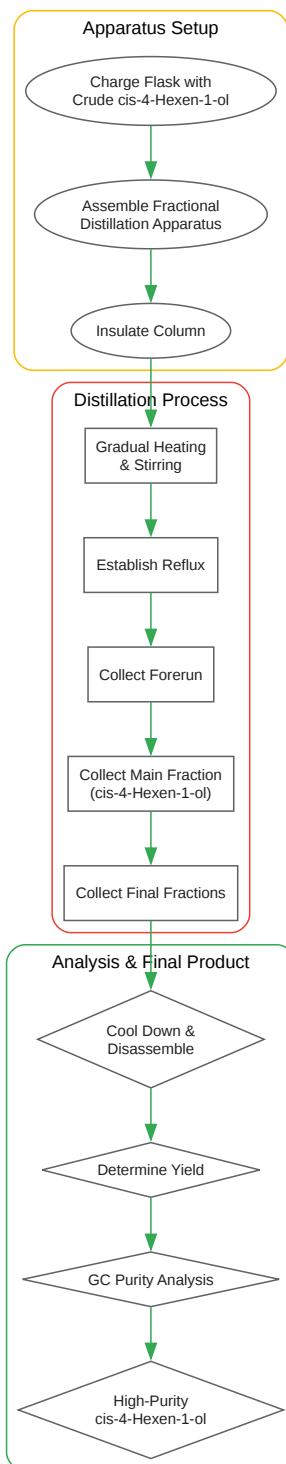 Apparatus Setup
Charge Flask with
Crude cis-4-Hexen-1-ol
Assemble Fractional
Distillation Apparatus
Insulate Column
Distillation Process
Gradual Heating
& Stirring
Establish Reflux
Collect Forerun
Collect Main Fraction
(cis-4-Hexen-1-ol)
Collect Final Fractions
Analysis & Final Product
Cool Down &
Disassemble
Determine Yield
GC Purity Analysis
High-Purity
cis-4-Hexen-1-ol